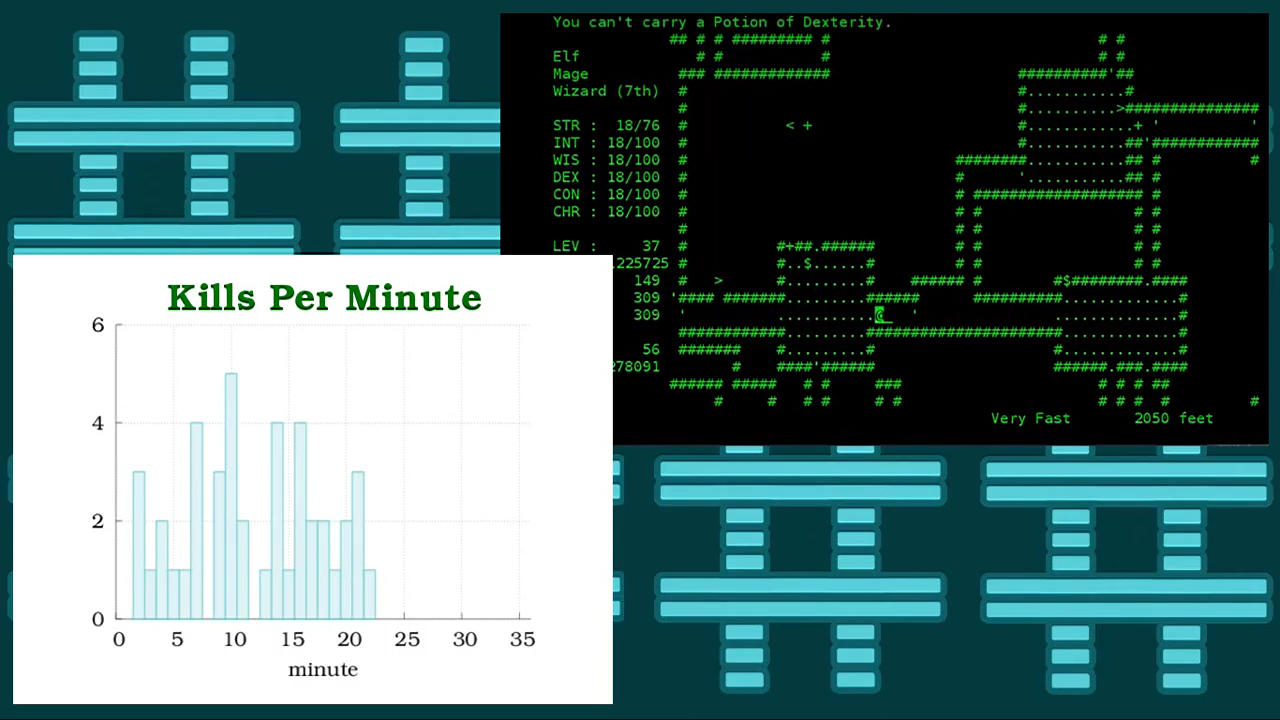 You can't carry a Potion of Dexterity.
Elf
Mage
Wizard (7th)
STR : 18/76
INT : 18/100
WIS : 18/100
DEX : 18/100
CON : 18/100
CHR : 18/100
LEV : 37
225725
149
309
309
56
278091
Very Fast 2050 feet
Kills Per Minute
6
4
2
0
0 5 10 15 20 25 30 35
minute